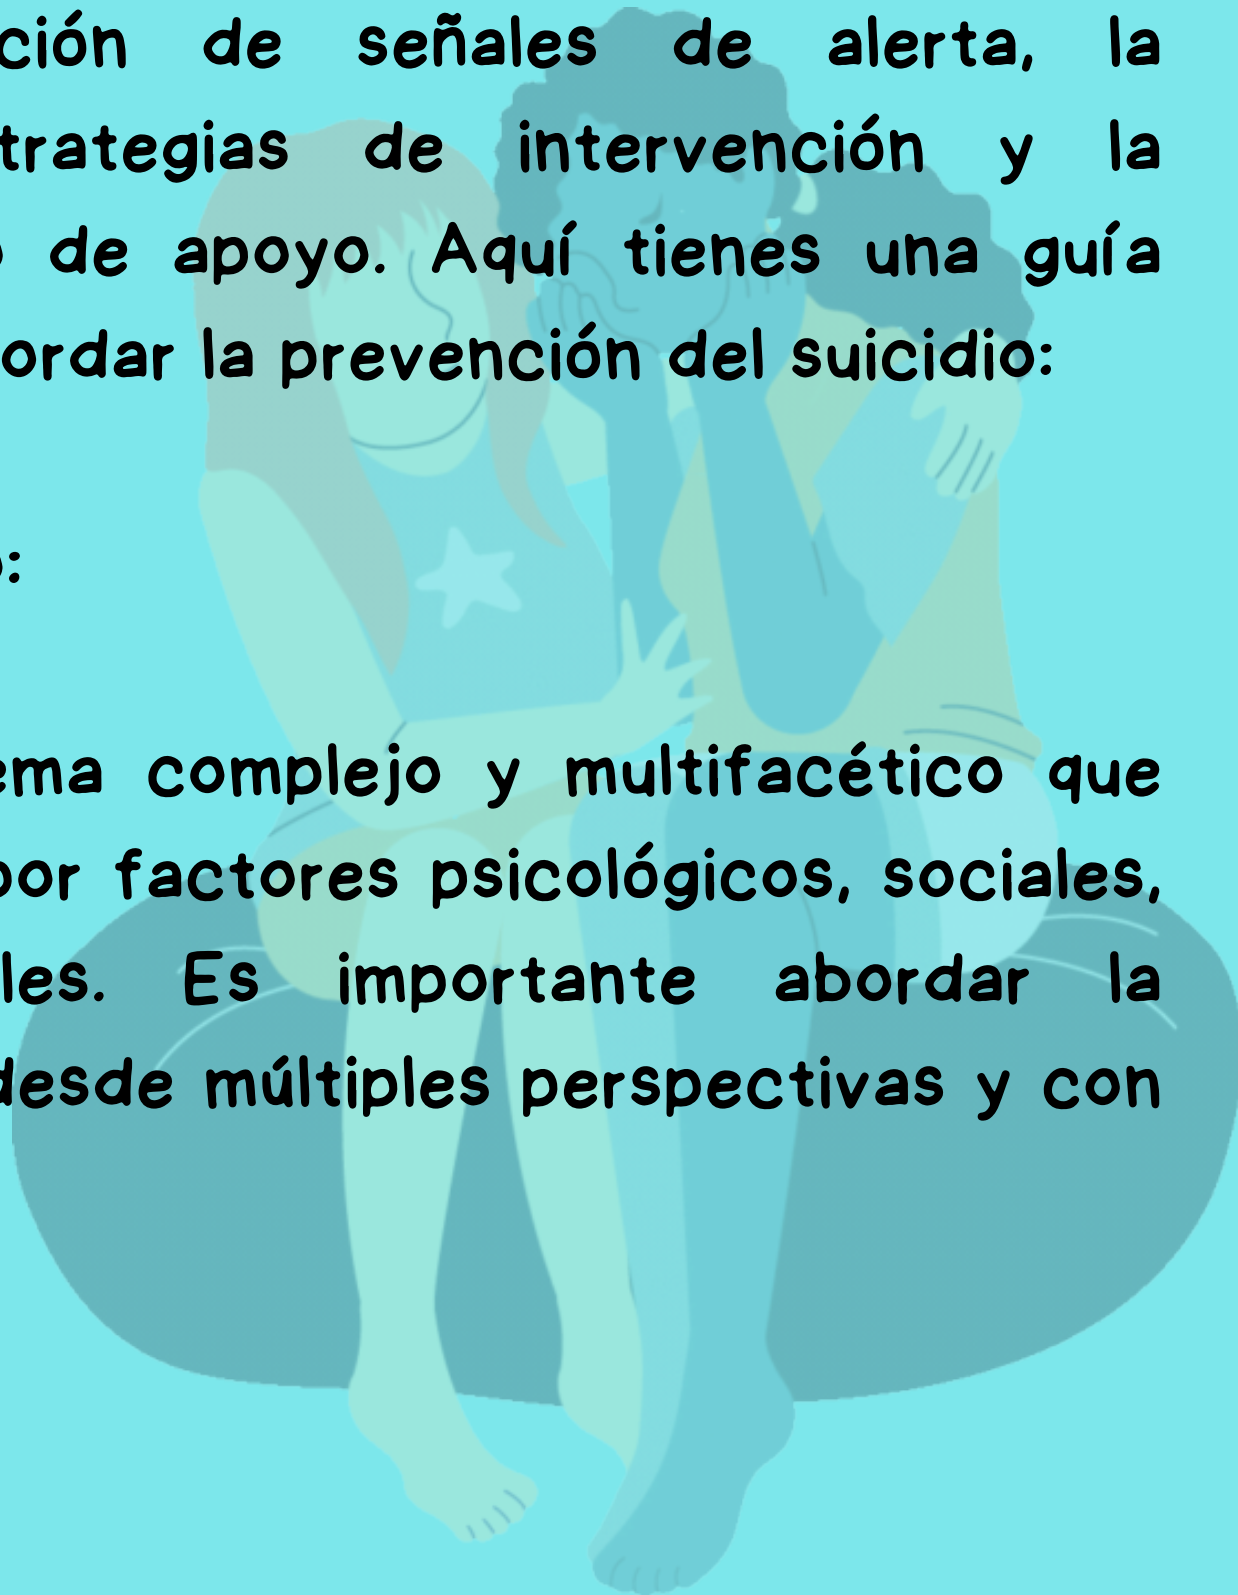 ción de señales de alerta, la
trategias de intervención y la
de apoyo. Aquí tienes una guía
ordar la prevención del suicidio:
o:
ema complejo y multifacético que
por factores psicológicos, sociales,
les. Es importante abordar la
desde múltiples perspectivas y con